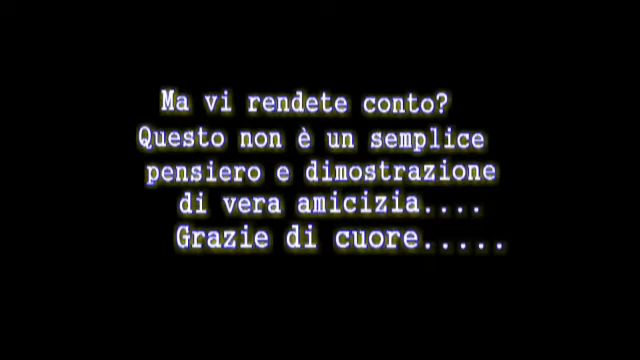 Ma vi rendete conto?
Questo non è un semplice
pensiero e dimostrazione
di vera amicizia....
Grazie di cuore.....